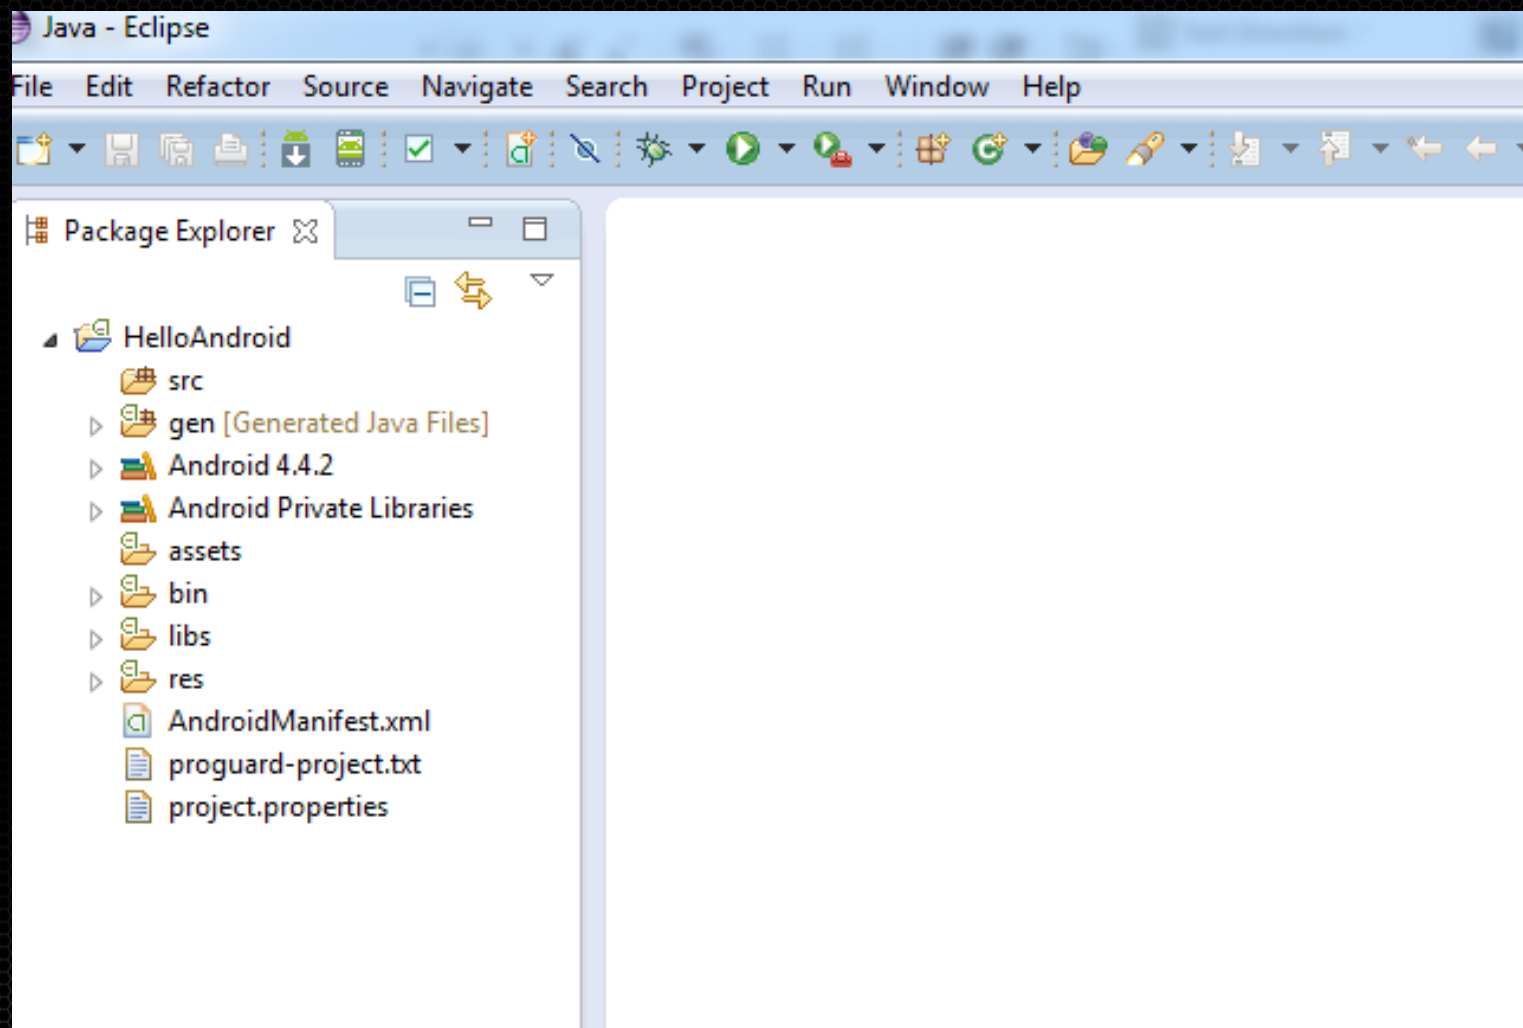 Java - Eclipse
File Edit Refactor Source Navigate Search Project Run Window Help
Package Explorer
HelloAndroid
src
gen [Generated Java Files]
Android 4.4.2
Android Private Libraries
assets
bin
libs
res
AndroidManifest.xml
proguard-project.txt
project.properties